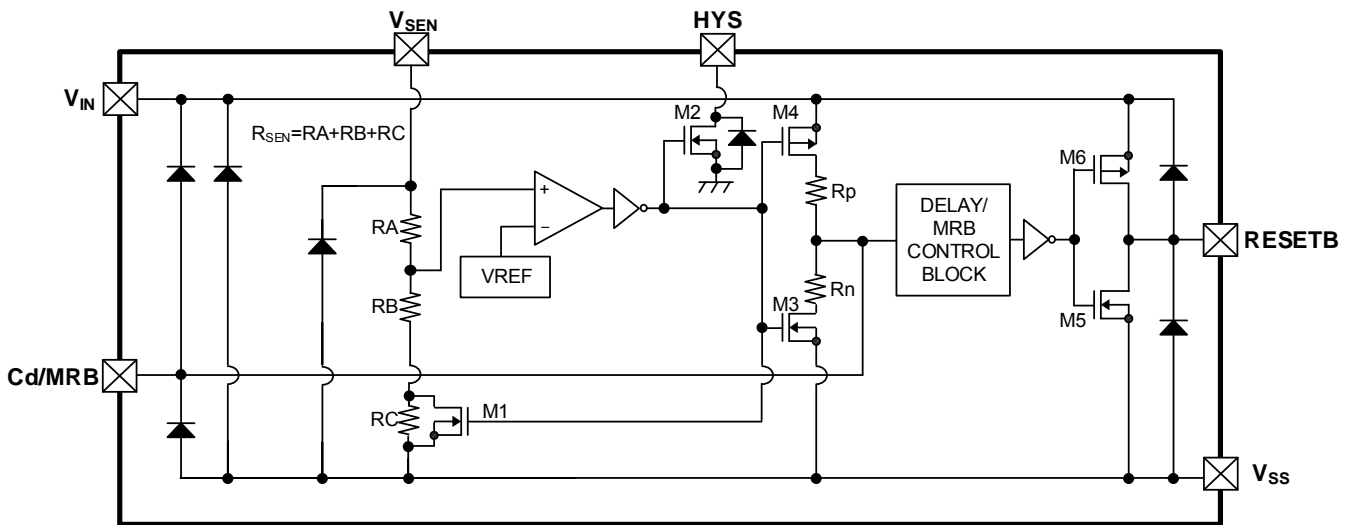 VSEN
HYS
VIN
M2
M4
RSEN=RA+RB+RC
M6
Rp
+
−
RA
DELAY/
MRB
CONTROL
BLOCK
RESETB
VREF
Rn
RB
M3
M5
Cd/MRB
RC
M1
VSS